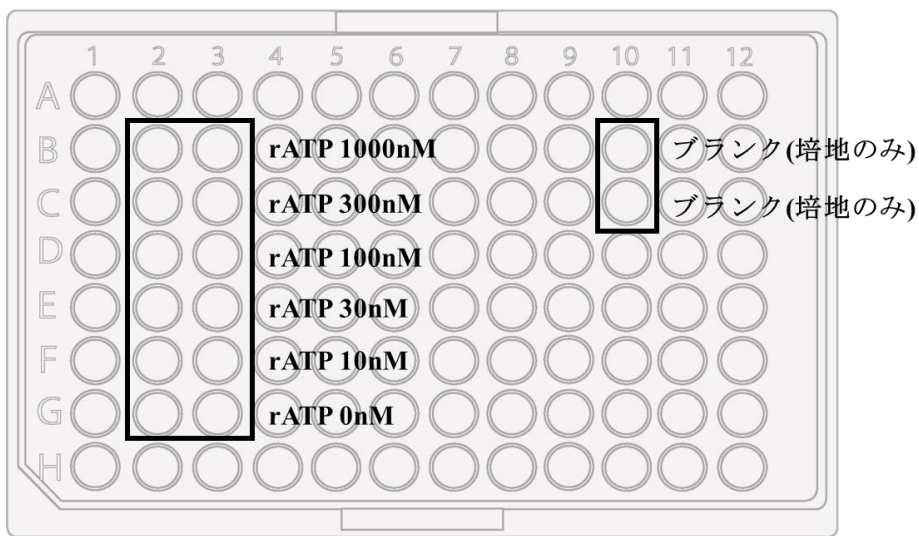 1 2 3 4 5 6 7 8 9 10 11 12
A
B rATP 1000nM ブランク(培地のみ)
C rATP 300nM ブランク(培地のみ)
D rATP 100nM
E rATP 30nM
F rATP 10nM
G rATP 0nM
H